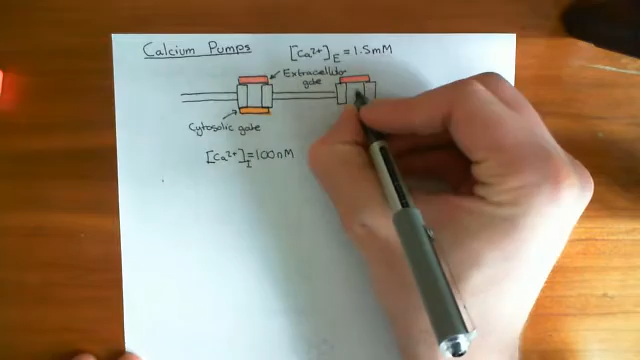 Calcium Pumps
[Ca²⁺]E = 1.5mM
Extracellular
gate
Cytosolic gate
[Ca²⁺]I = 100nM